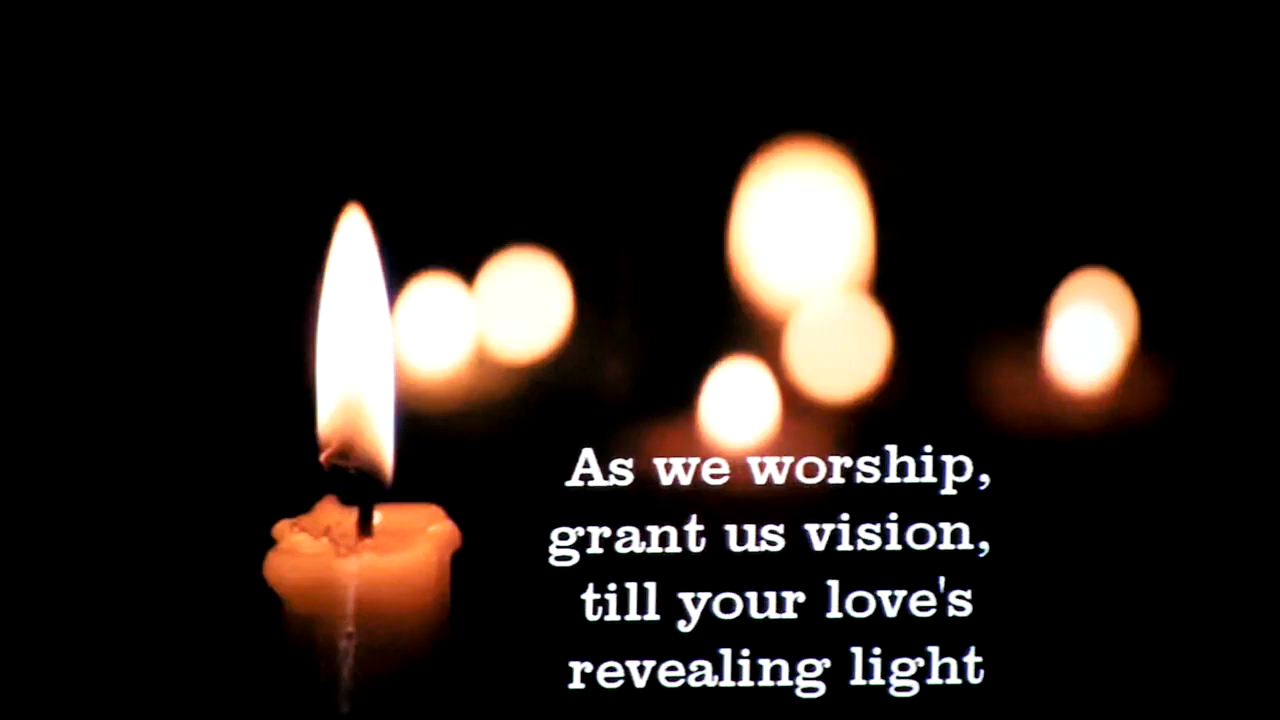 As we worship,
grant us vision,
till your love's
revealing light